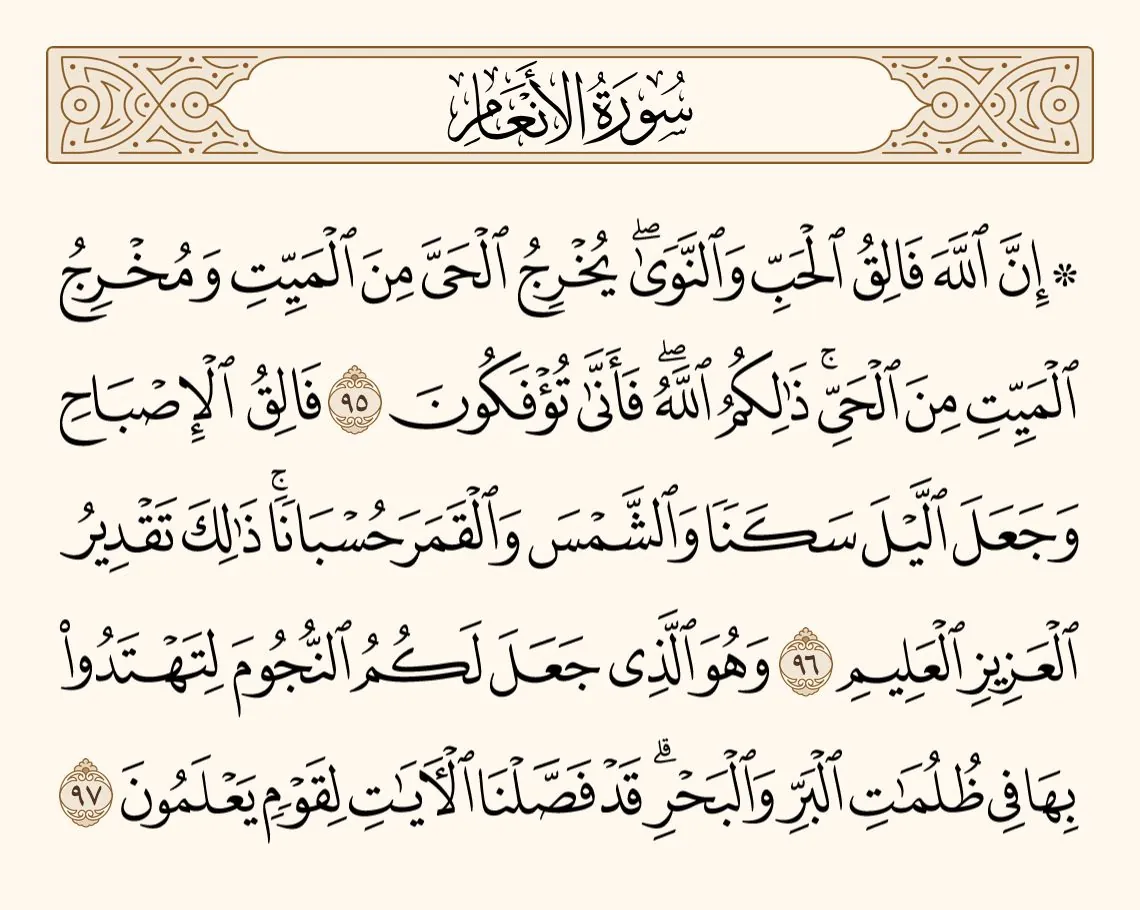 سُورَةُ الأَنْعَامِ
* إِنَّ ٱللَّهَ فَالِقُ ٱلْحَبِّ وَٱلنَّوَىٰۖ يُخْرِجُ ٱلْحَىَّ مِنَ ٱلْمَيِّتِ وَمُخْرِجُ
ٱلْمَيِّتِ مِنَ ٱلْحَىِّۚ ذَٰلِكُمُ ٱللَّهُۖ فَأَنَّىٰ تُؤْفَكُونَ ٩٥ فَالِقُ ٱلْإِصْبَاحِ
وَجَعَلَ ٱلَّيْلَ سَكَنًا وَٱلشَّمْسَ وَٱلْقَمَرَ حُسْبَانًاۚ ذَٰلِكَ تَقْدِيرُ
ٱلْعَزِيزِ ٱلْعَلِيمِ ٩٦ وَهُوَ ٱلَّذِى جَعَلَ لَكُمُ ٱلنُّجُومَ لِتَهْتَدُوا۟
بِهَا فِى ظُلُمَٰتِ ٱلْبَرِّ وَٱلْبَحْرِۗ قَدْ فَصَّلْنَا ٱلْـَٔايَٰتِ لِقَوْمٍ يَعْلَمُونَ ٩٧